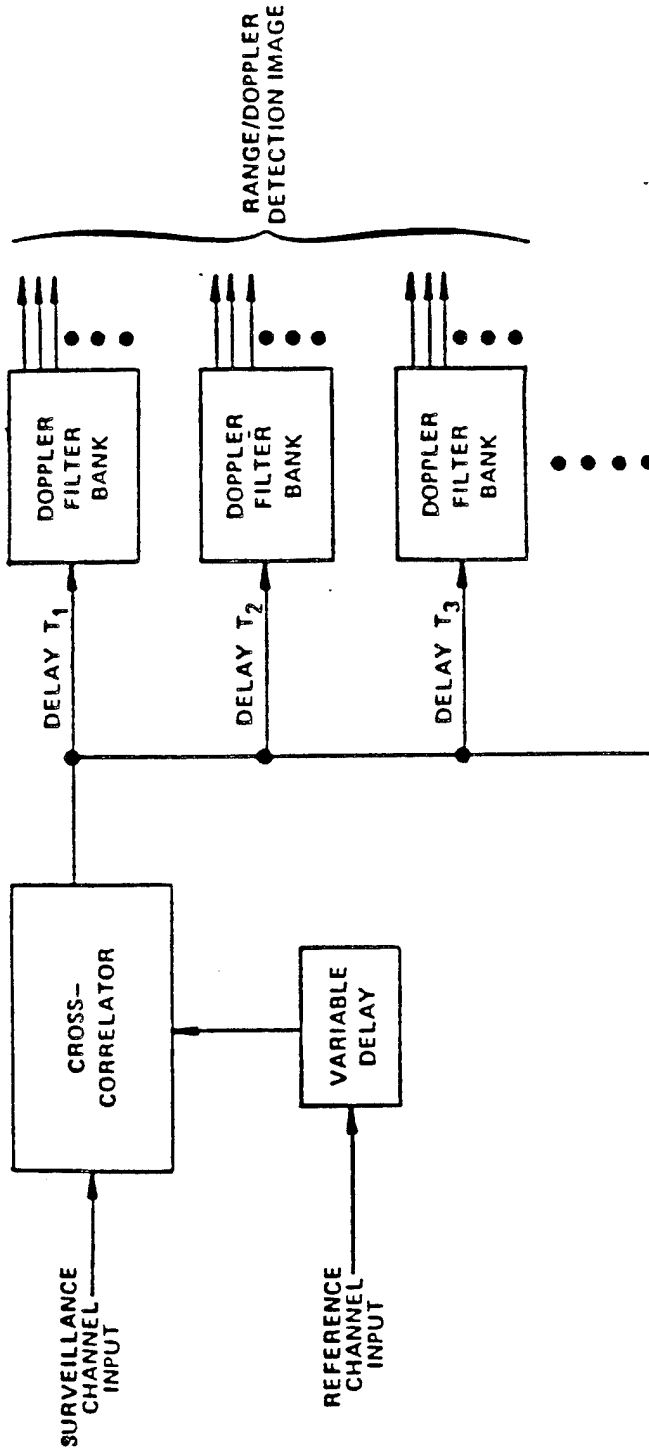 SURVEILLANCE
CHANNEL
INPUT
CROSS-
CORRELATOR
REFERENCE
CHANNEL
INPUT
VARIABLE
DELAY
DELAY T1
DOPPLER
FILTER
BANK
DELAY T2
DOPPLER
FILTER
BANK
DELAY T3
DOPPLER
FILTER
BANK
RANGE/DOPPLER
DETECTION IMAGE